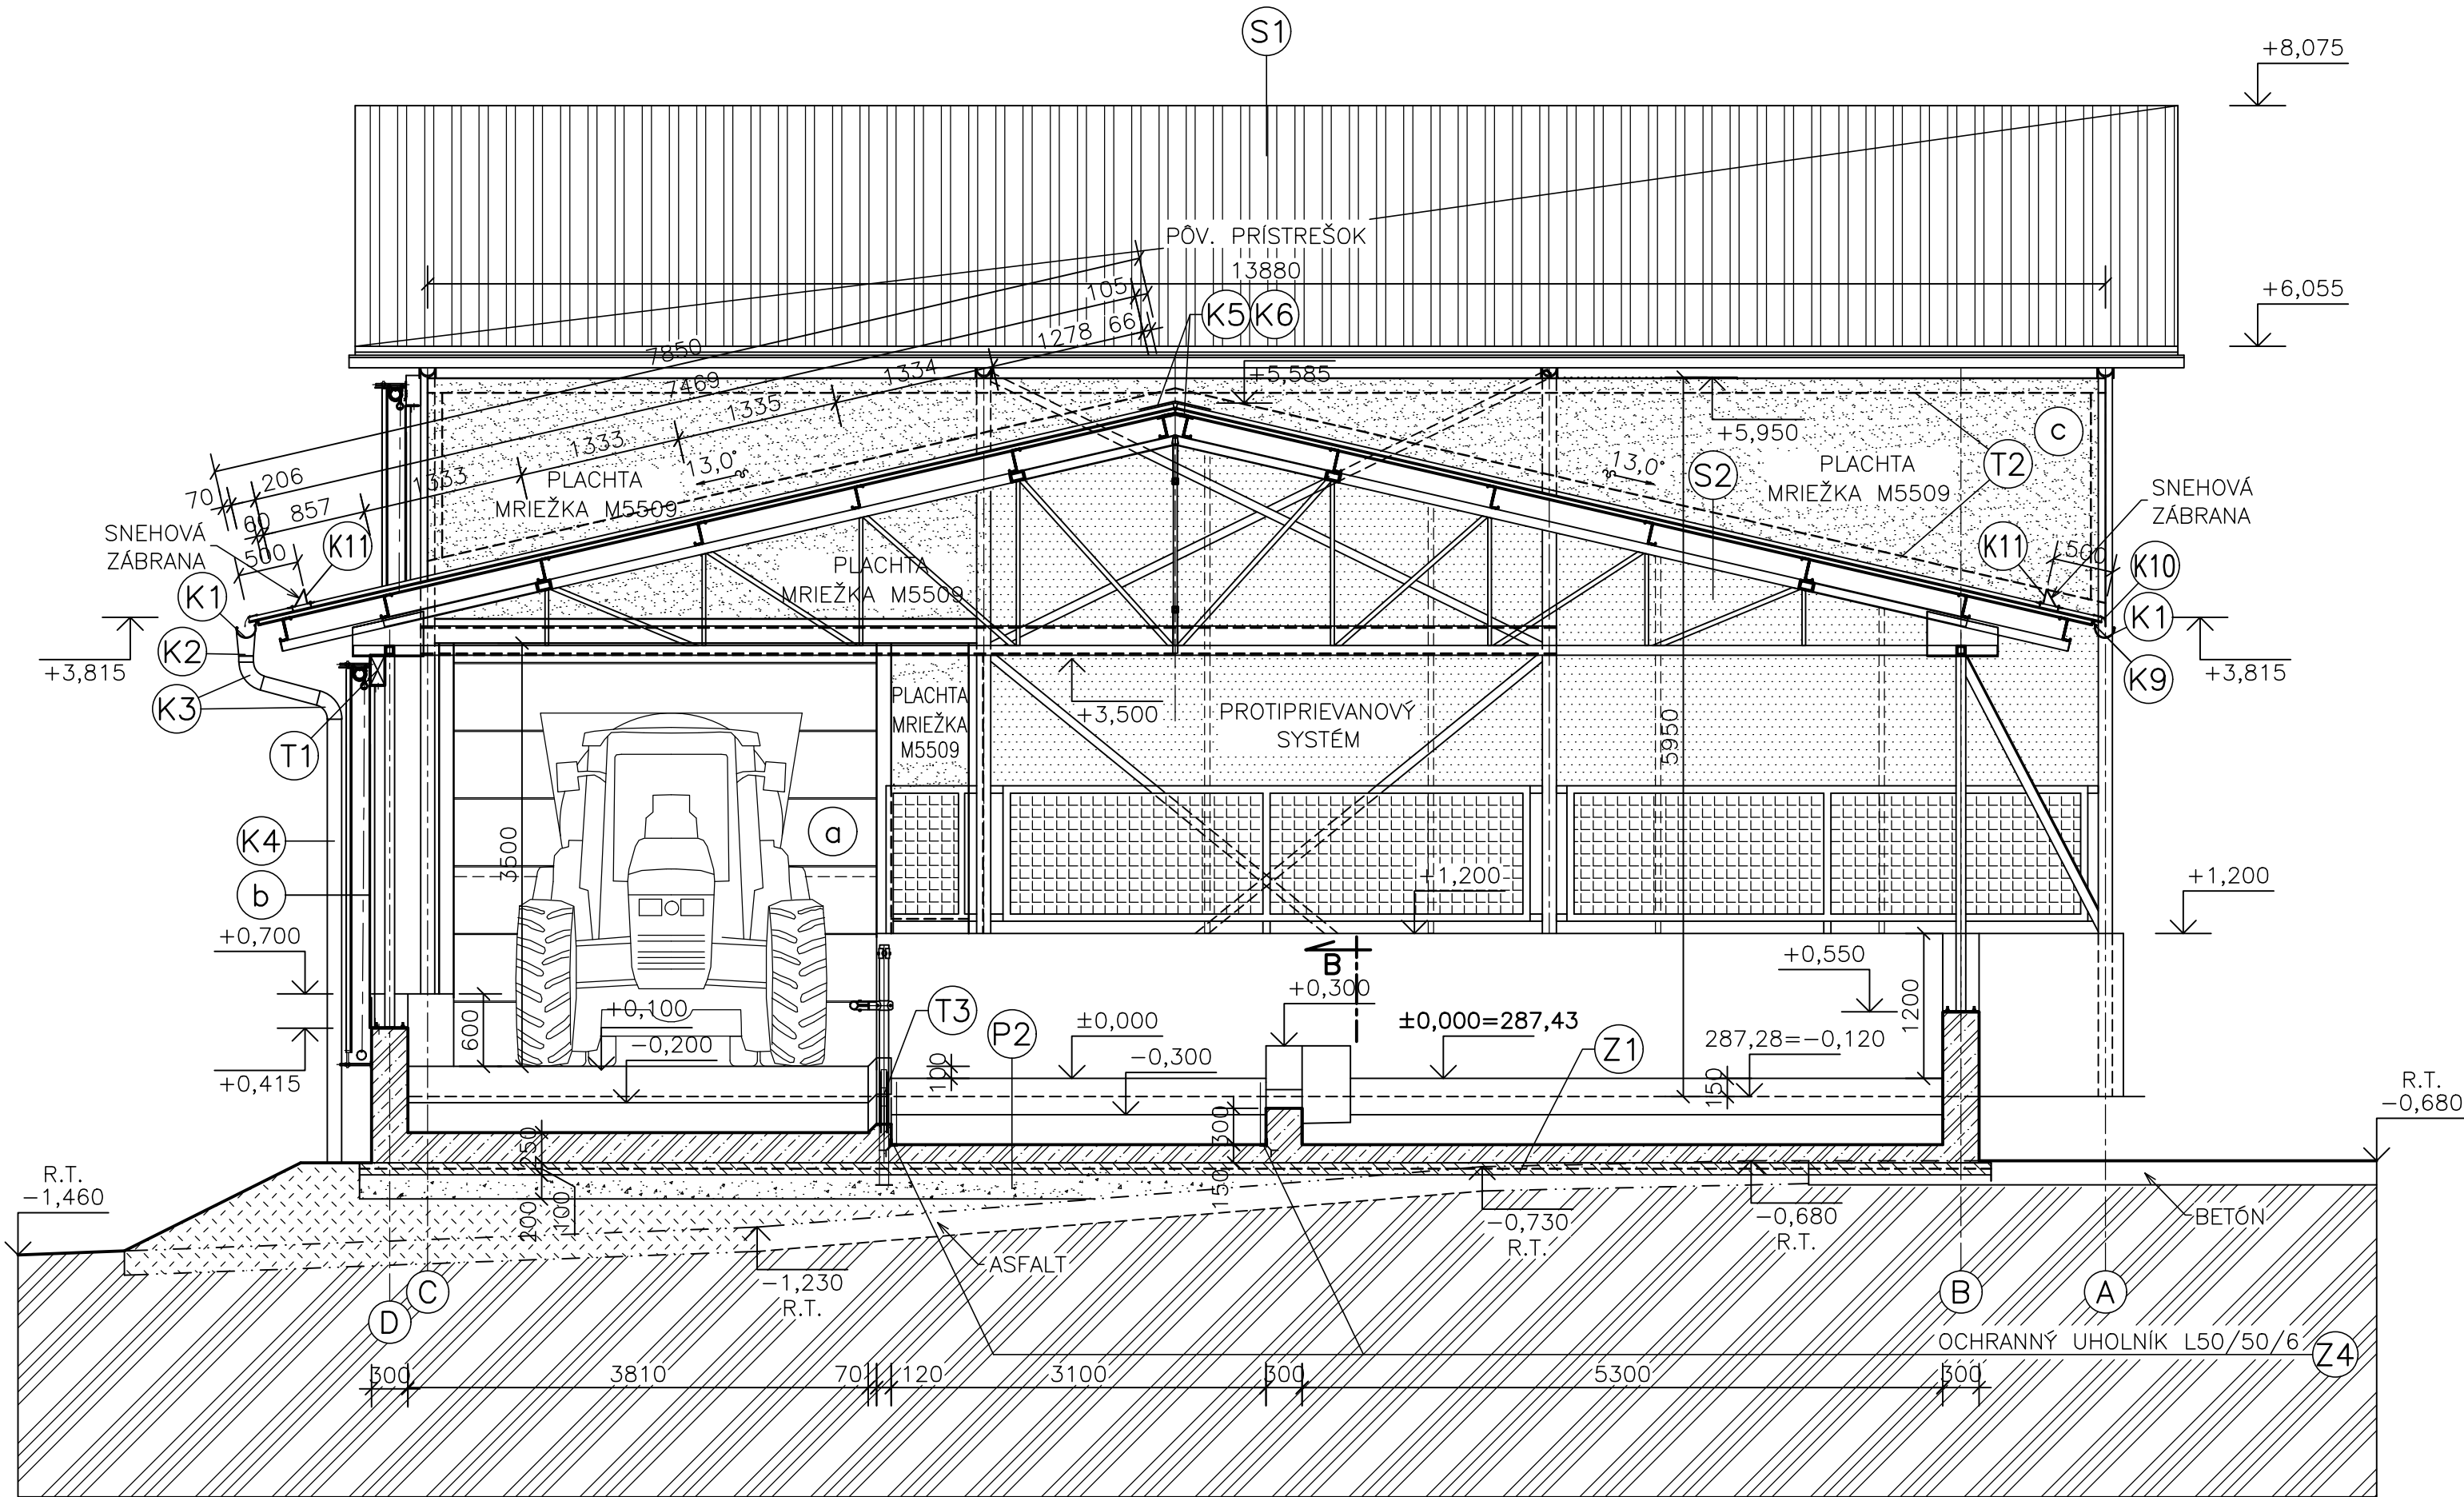 S1
+8,075
PÔV. PRÍSTREŠOK
13880
+6,055
105
K5
K6
1278
66
7850
7469
1334
+5,585
1335
+5,950
c
1333
13,0°
13,0°
S2
PLACHTA
MRIEŽKA M5509
T2
PLACHTA
MRIEŽKA M5509
SNEHOVÁ
ZÁBRANA
206
70
1333
60
857
SNEHOVÁ
ZÁBRANA
K11
500
K11
500
K10
PLACHTA
MRIEŽKA M5509
K1
K1
K2
+3,815
+3,815
K9
K3
PLACHTA
MRIEŽKA
M5509
+3,500
PROTIPRIEVANOVÝ
SYSTÉM
5950
T1
3500
a
K4
b
+1,200
+1,200
+0,700
B
+0,550
+0,300
1200
600
+0,100
T3
P2
±0,000
±0,000=287,43
Z1
287,28=−0,120
−0,200
−0,300
100
150
+0,415
R.T.
−0,680
300
250
R.T.
−1,460
150
200
100
−0,730
R.T.
−0,680
R.T.
BETÓN
ASFALT
−1,230
R.T.
D
C
B
A
OCHRANNÝ UHOLNÍK L50/50/6
Z4
300
3810
70
120
3100
300
5300
300